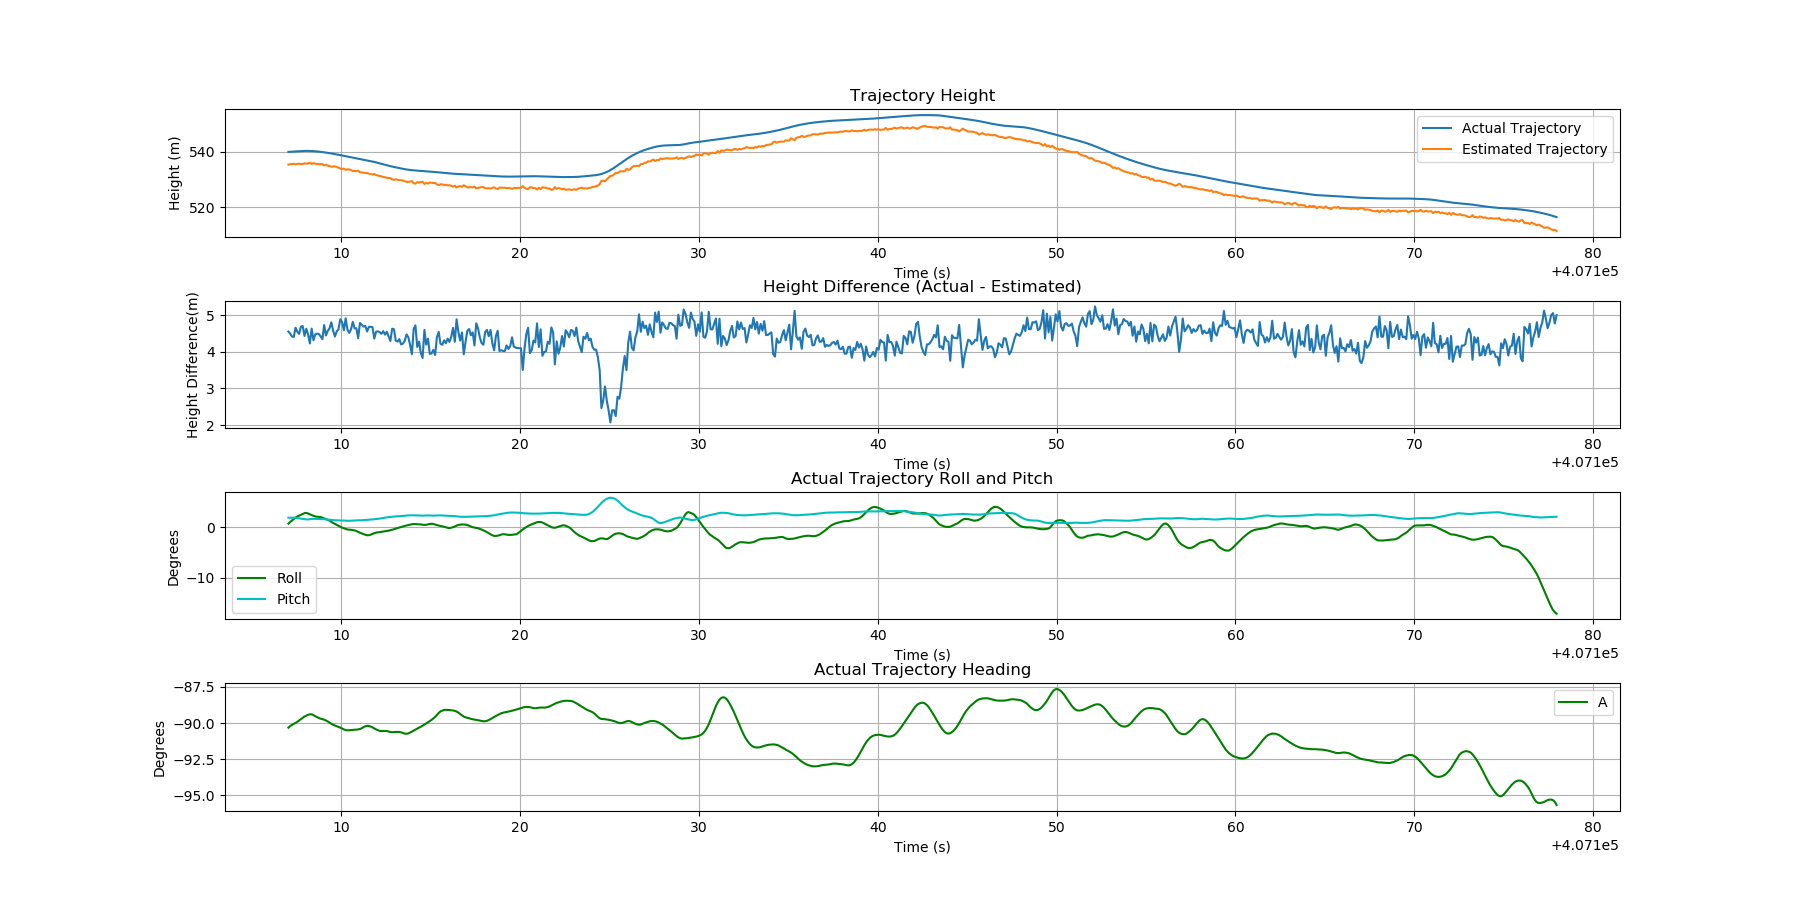 Trajectory Height
Height (m)
540
520
Actual Trajectory
Estimated Trajectory
10 20 30 40 50 60 70 80
Time (s)
+4.071e5
Height Difference (Actual - Estimated)
Height Difference(m)
5
4
3
2
10 20 30 40 50 60 70 80
Time (s)
+4.071e5
Actual Trajectory Roll and Pitch
Degrees
0
−10
Roll
Pitch
10 20 30 40 50 60 70 80
Time (s)
+4.071e5
Actual Trajectory Heading
Degrees
−87.5
−90.0
−92.5
−95.0
A
10 20 30 40 50 60 70 80
Time (s)
+4.071e5